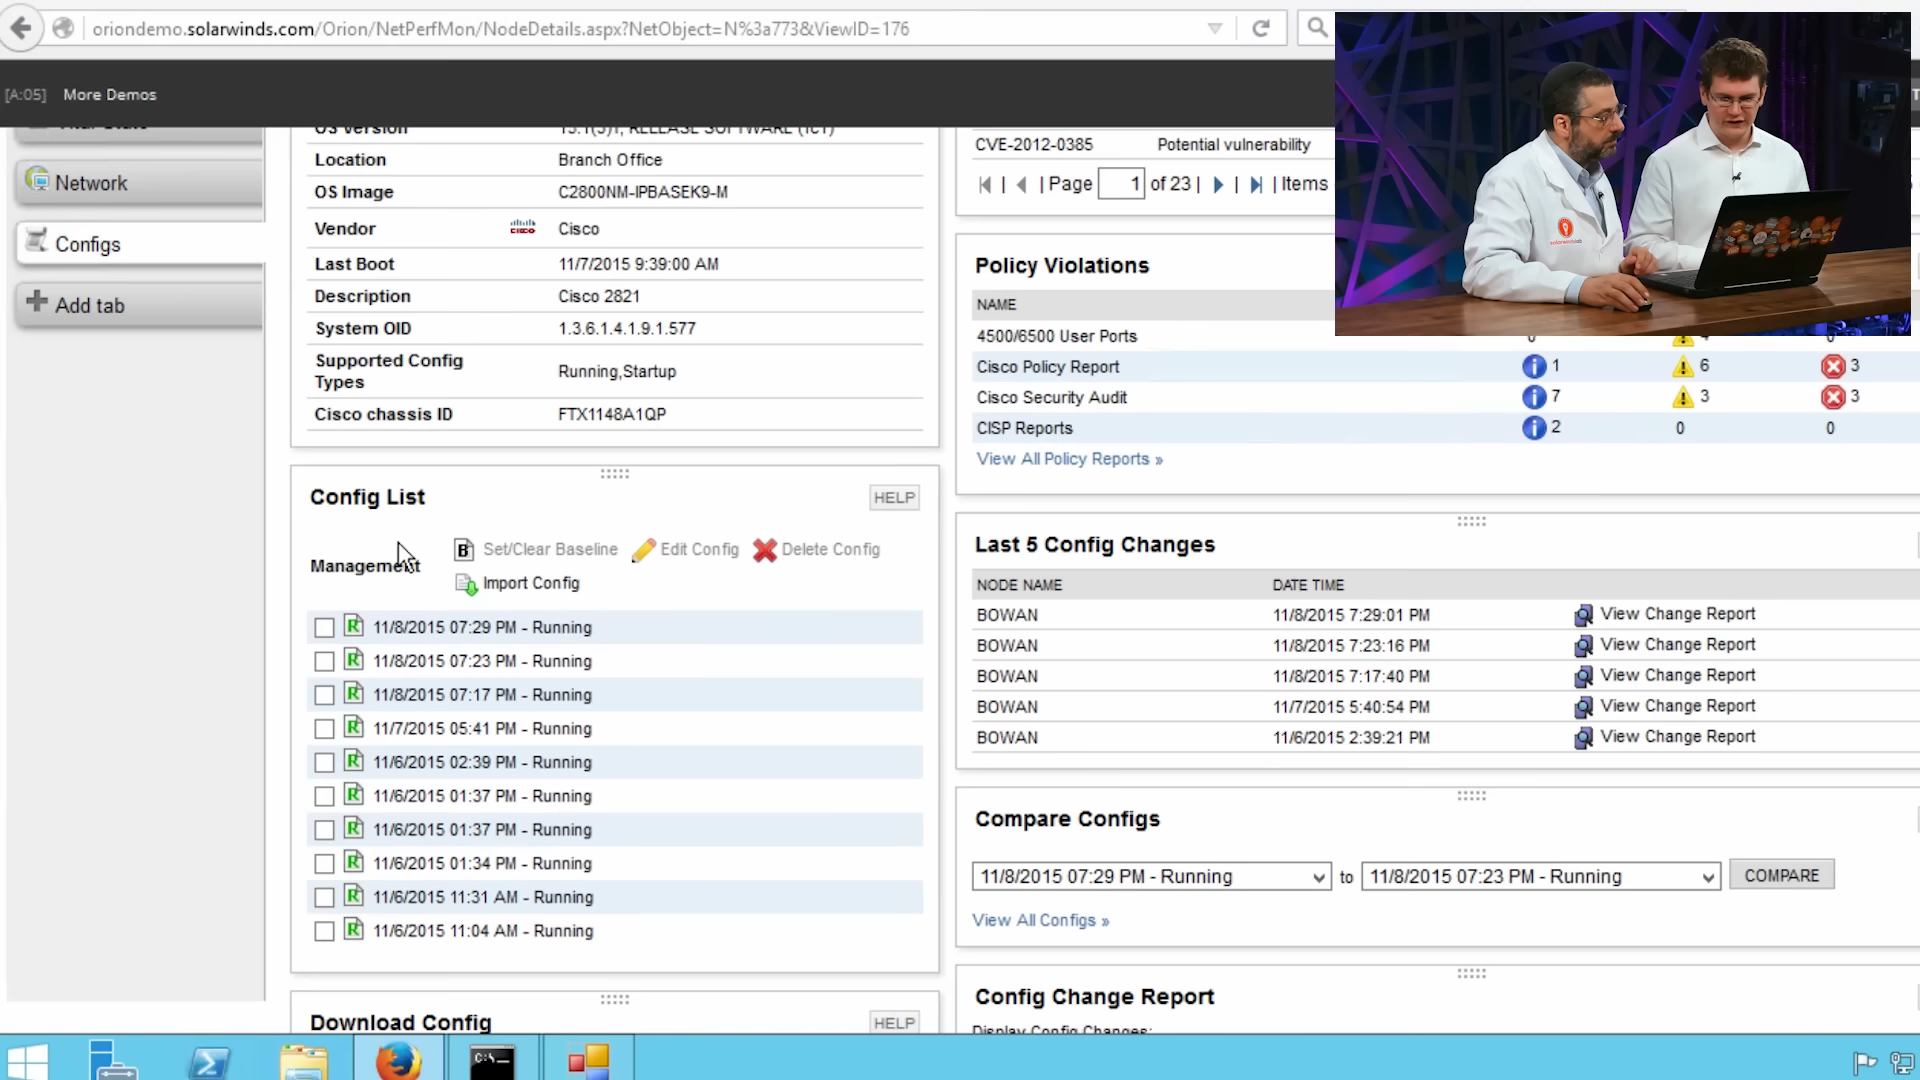 oriondemo.solarwinds.com/Orion/NetPerfMon/NodeDetails.aspx?NetObject=N%3a773&ViewID=176
[A:05] More Demos
Network
Configs
Add tab
OS Version 15.1(3)T, RELEASE SOFTWARE (fc1)
Location Branch Office
OS Image C2800NM-IPBASEK9-M
Vendor Cisco
Last Boot 11/7/2015 9:39:00 AM
Description Cisco 2821
System OID 1.3.6.1.4.1.9.1.577
Supported Config Types Running,Startup
Cisco chassis ID FTX1148A1QP
Config List HELP
Management Set/Clear Baseline Edit Config Delete Config
Import Config
11/8/2015 07:29 PM - Running
11/8/2015 07:23 PM - Running
11/8/2015 07:17 PM - Running
11/7/2015 05:41 PM - Running
11/6/2015 02:39 PM - Running
11/6/2015 01:37 PM - Running
11/6/2015 01:37 PM - Running
11/6/2015 01:34 PM - Running
11/6/2015 11:31 AM - Running
11/6/2015 11:04 AM - Running
Download Config HELP
CVE-2012-0385 Potential vulnerability
Page 1 of 23 | Items
Policy Violations
NAME
4500/6500 User Ports
Cisco Policy Report 1 6 3
Cisco Security Audit 7 3 3
CISP Reports 2 0 0
View All Policy Reports »
Last 5 Config Changes
NODE NAME DATE TIME
BOWAN 11/8/2015 7:29:01 PM View Change Report
BOWAN 11/8/2015 7:23:16 PM View Change Report
BOWAN 11/8/2015 7:17:40 PM View Change Report
BOWAN 11/7/2015 5:40:54 PM View Change Report
BOWAN 11/6/2015 2:39:21 PM View Change Report
Compare Configs
11/8/2015 07:29 PM - Running to 11/8/2015 07:23 PM - Running COMPARE
View All Configs »
Config Change Report
Display Config Changes: